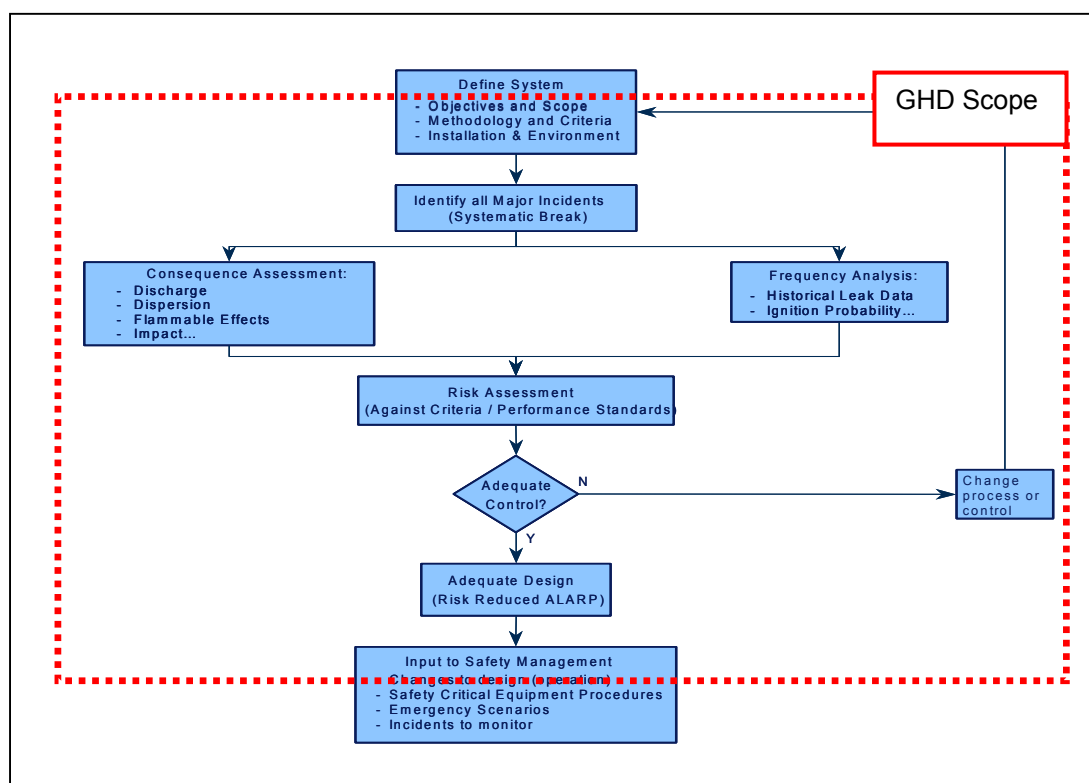 Define System
- Objectives and Scope
- Methodology and Criteria
- Installation & Environment
GHD Scope
Identify all Major Incidents
(Systematic Break)
Consequence Assessment:
- Discharge
- Dispersion
- Flammable Effects
- Impact...
Frequency Analysis:
- Historical Leak Data
- Ignition Probability...
Risk Assessment
(Against Criteria / Performance Standards)
Adequate
Control?
N
Change
process or
control
Y
Adequate Design
(Risk Reduced ALARP)
Input to Safety Management
Changes to design (operation)
- Safety Critical Equipment Procedures
- Emergency Scenarios
- Incidents to monitor